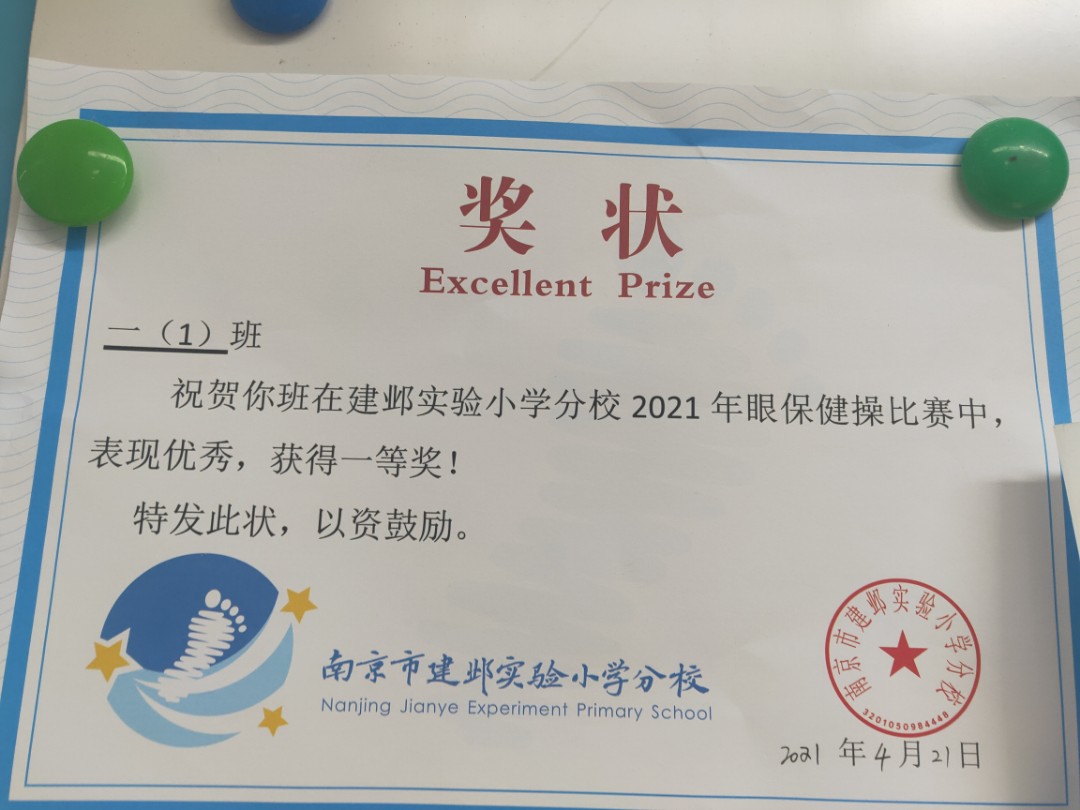 奖 状
Excellent Prize
一（1）班
祝贺你班在建邺实验小学分校 2021 年眼保健操比赛中，
表现优秀，获得一等奖！
特发此状，以资鼓励。
南京市建邺实验小学分校
Nanjing Jianye Experiment Primary School
南京市建邺实验小学分校
3201050984448
2021 年 4 月 21 日